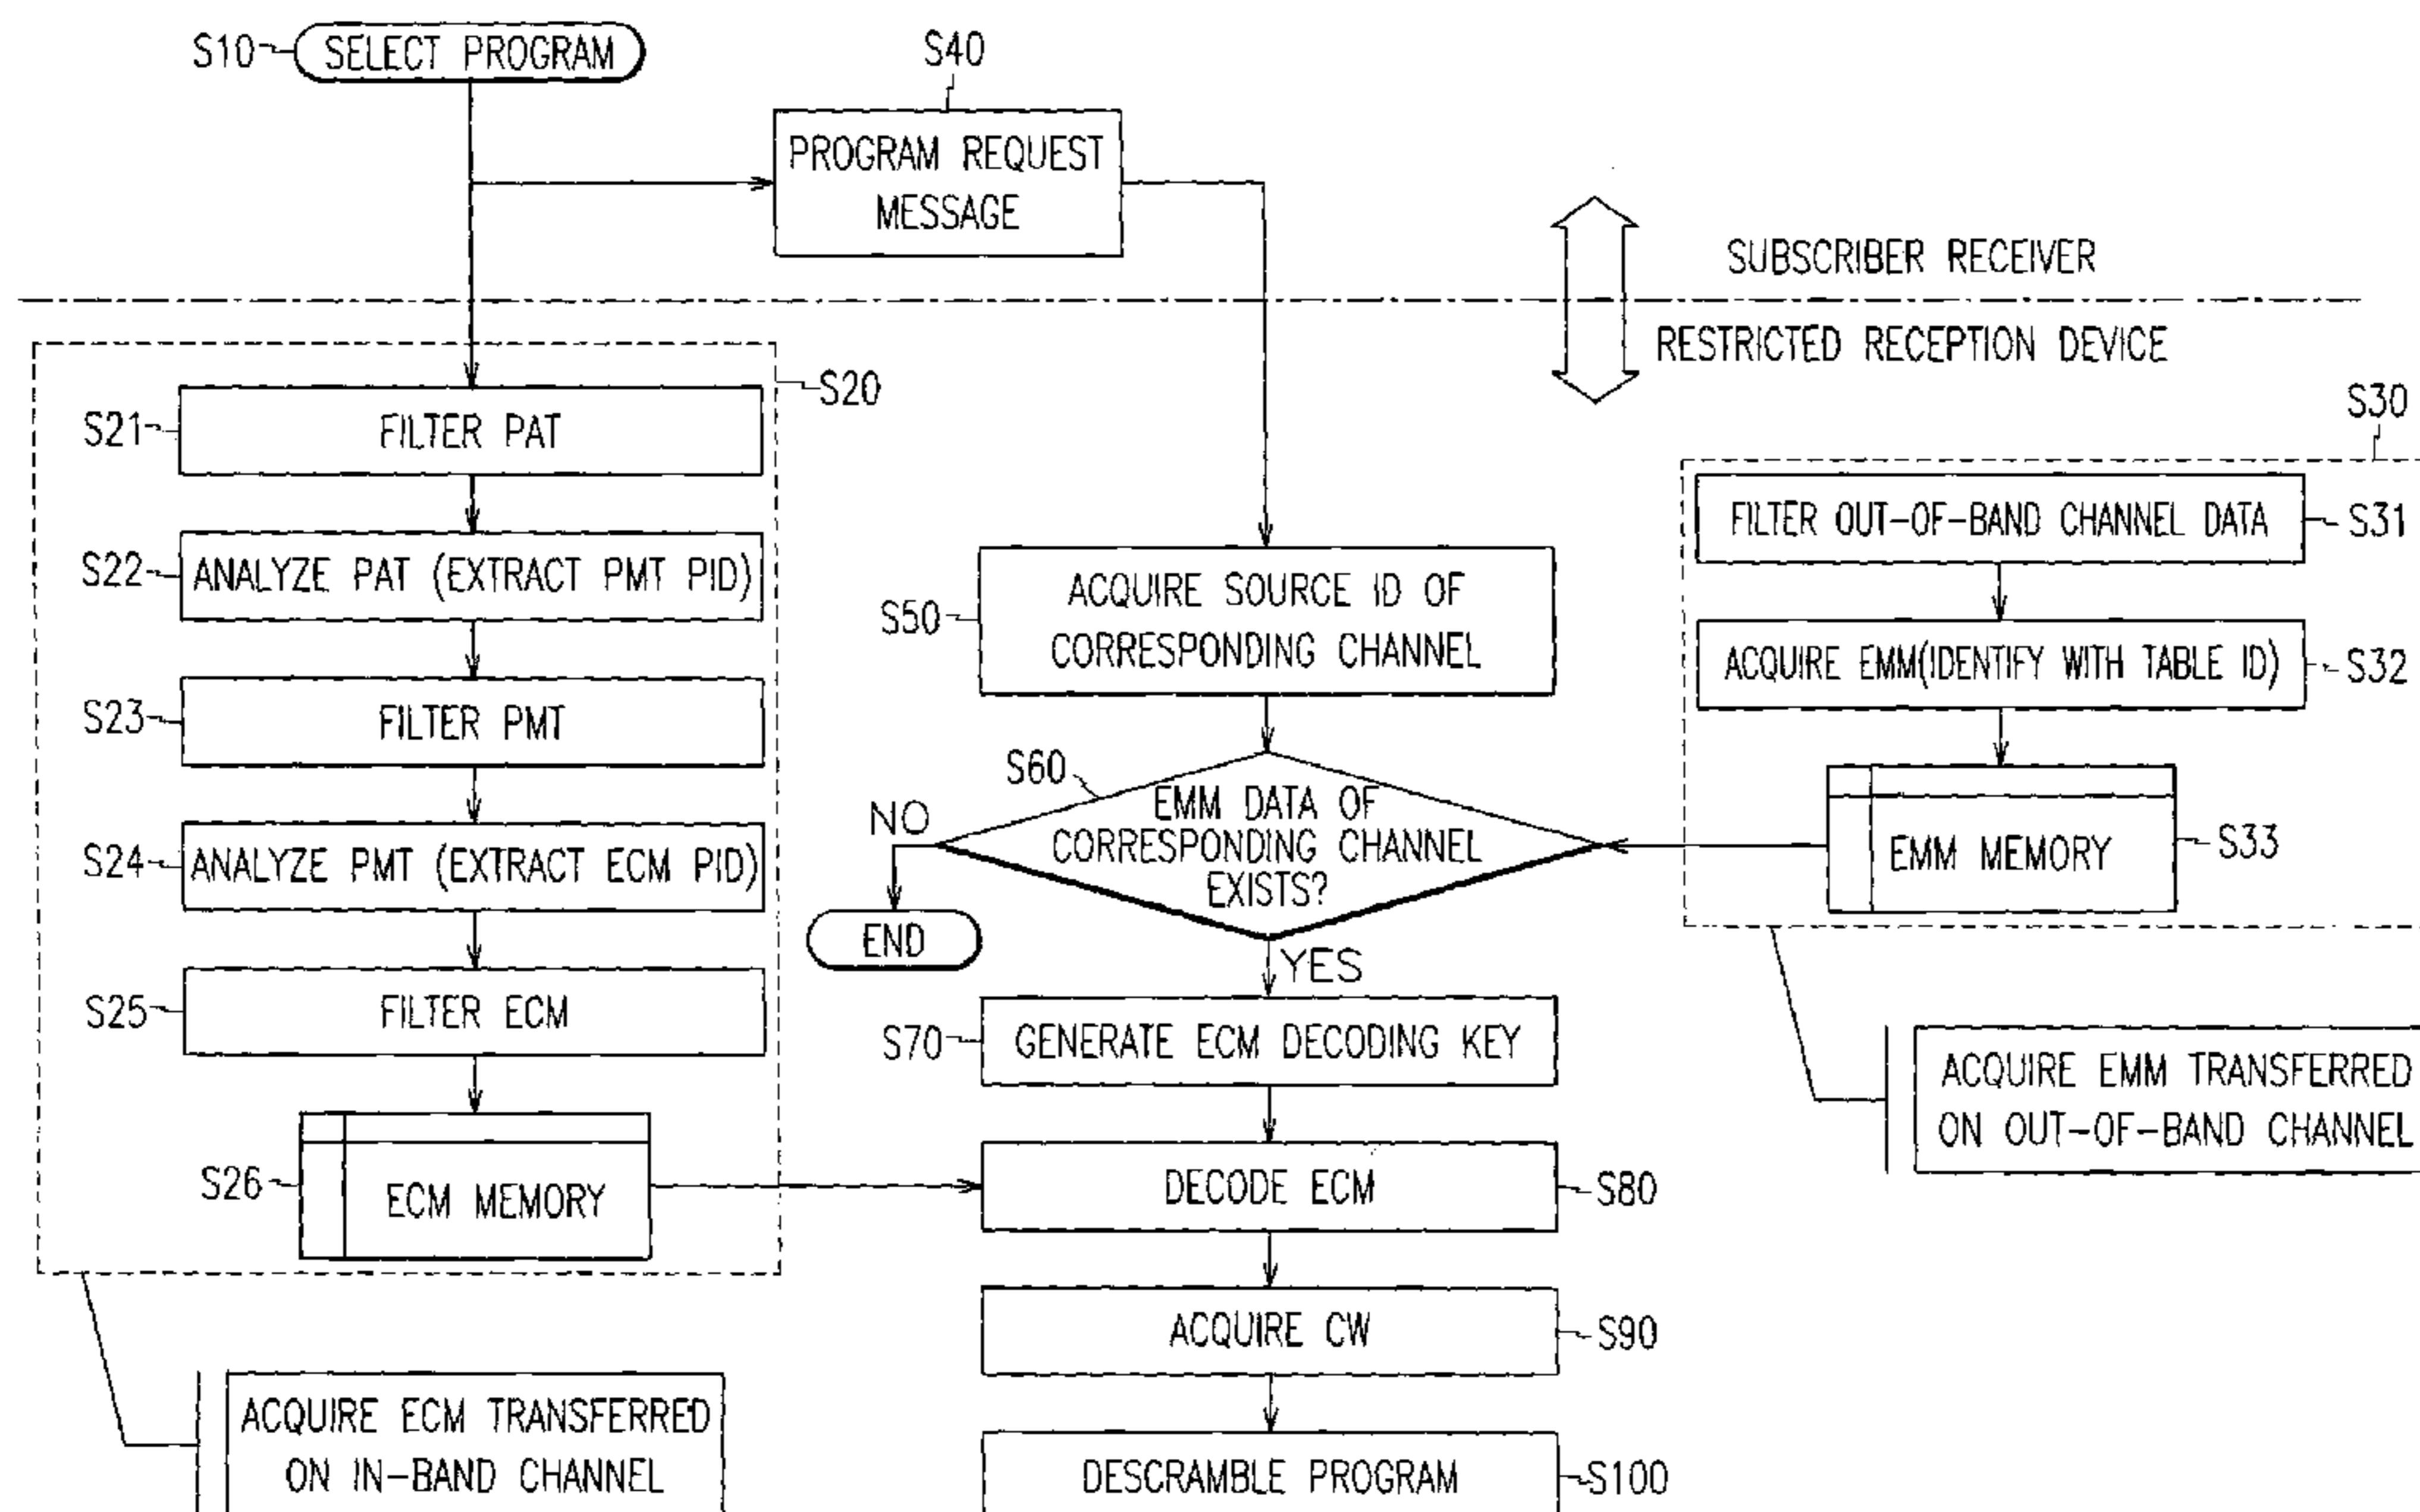 S10 SELECT PROGRAM
S40
PROGRAM REQUEST
MESSAGE
SUBSCRIBER RECEIVER
RESTRICTED RECEPTION DEVICE
S20
S21 FILTER PAT
S22 ANALYZE PAT (EXTRACT PMT PID)
S23 FILTER PMT
S24 ANALYZE PMT (EXTRACT ECM PID)
S25 FILTER ECM
S26 ECM MEMORY
ACQUIRE ECM TRANSFERRED
ON IN-BAND CHANNEL
S50 ACQUIRE SOURCE ID OF
CORRESPONDING CHANNEL
S60
EMM DATA OF
CORRESPONDING CHANNEL
EXISTS?
NO
END
YES
S70 GENERATE ECM DECODING KEY
DECODE ECM S80
ACQUIRE CW S90
DESCRAMBLE PROGRAM S100
S30
FILTER OUT-OF-BAND CHANNEL DATA S31
ACQUIRE EMM(IDENTIFY WITH TABLE ID) S32
EMM MEMORY S33
ACQUIRE EMM TRANSFERRED
ON OUT-OF-BAND CHANNEL